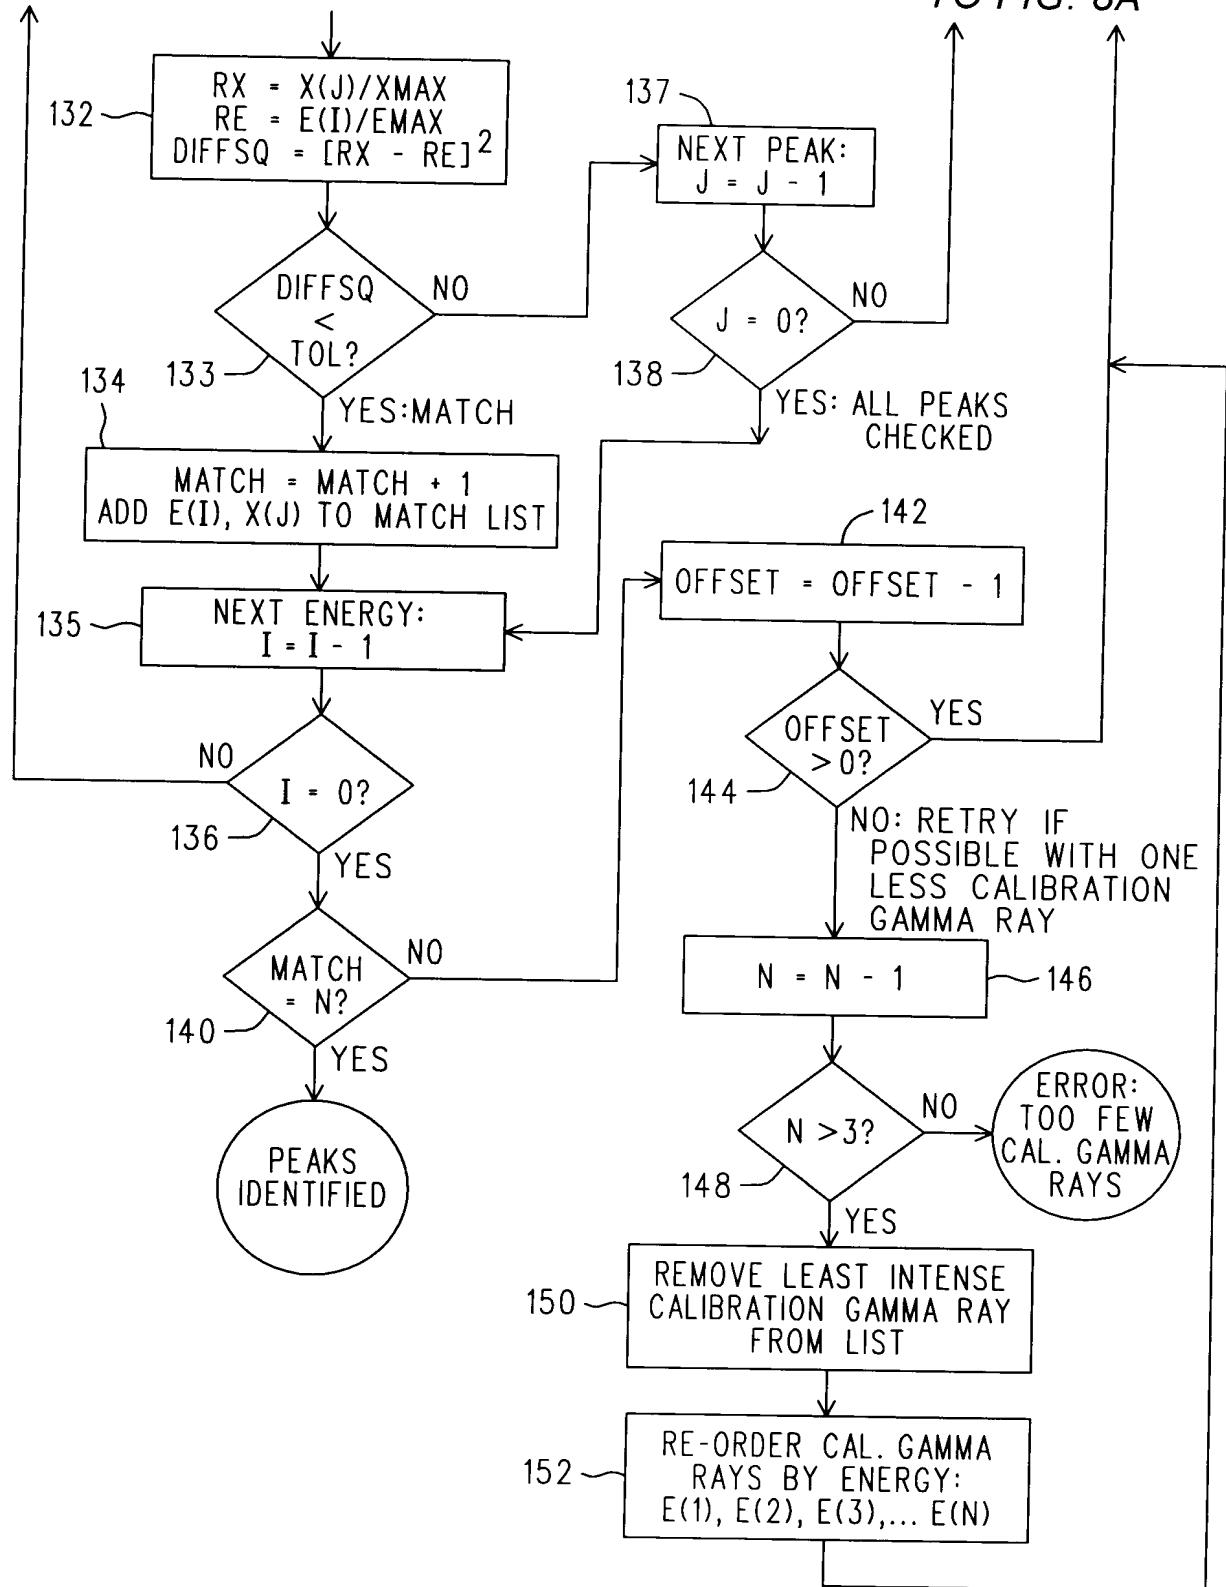 TO FIG. 6A
RX = X(J)/XMAX
RE = E(I)/EMAX
DIFFSQ = [RX - RE]2
132
137
NEXT PEAK:
J = J - 1
DIFFSQ
<
TOL?
NO
133
J = 0?
NO
138
YES: ALL PEAKS
CHECKED
134
YES:MATCH
MATCH = MATCH + 1
ADD E(I), X(J) TO MATCH LIST
142
OFFSET = OFFSET - 1
135
NEXT ENERGY:
I = I - 1
OFFSET
> 0?
YES
144
NO
I = 0?
136
YES
NO: RETRY IF
POSSIBLE WITH ONE
LESS CALIBRATION
GAMMA RAY
MATCH
= N?
NO
140
YES
N = N - 1
146
PEAKS
IDENTIFIED
N >3?
NO
148
YES
ERROR:
TOO FEW
CAL. GAMMA
RAYS
150
REMOVE LEAST INTENSE
CALIBRATION GAMMA RAY
FROM LIST
152
RE-ORDER CAL. GAMMA
RAYS BY ENERGY:
E(1), E(2), E(3),... E(N)